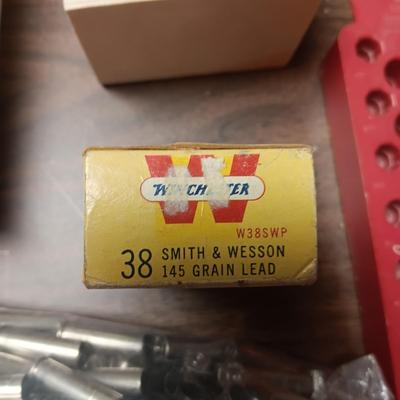 W
WINCHESTER
W38SWP
38 SMITH & WESSON
145 GRAIN LEAD